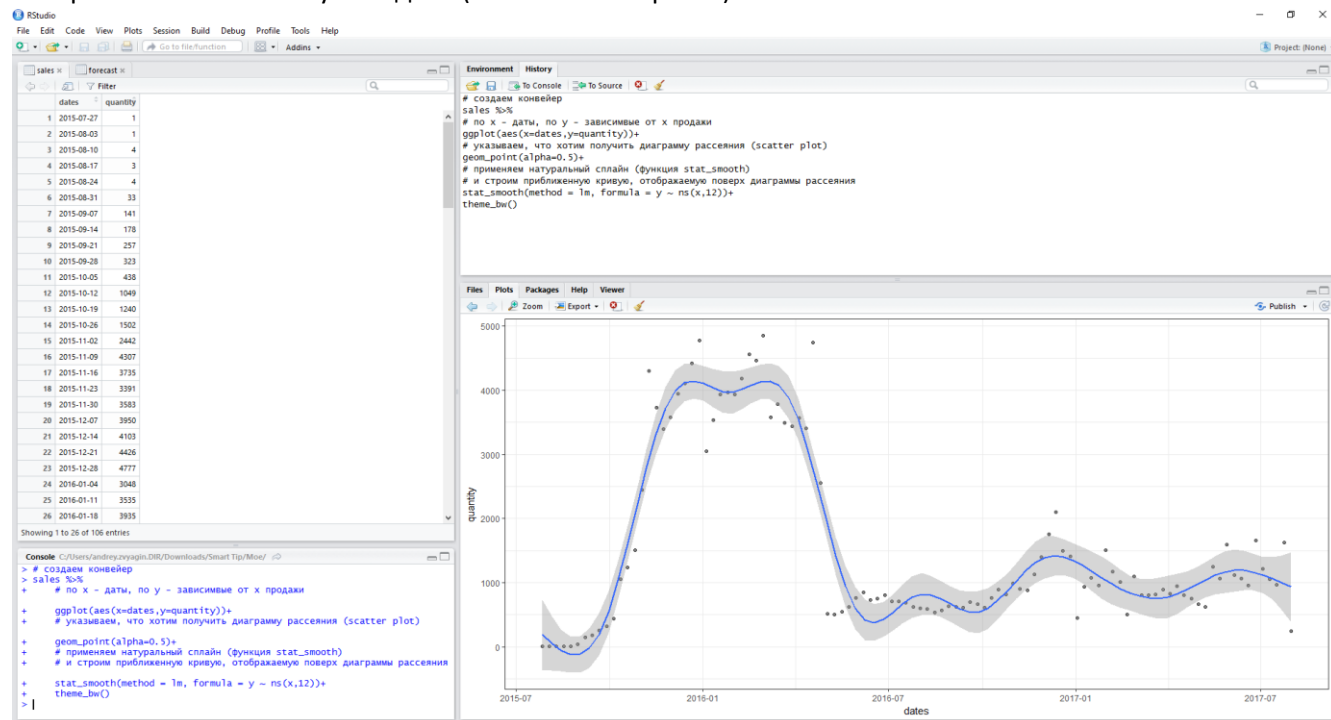 RStudio
File Edit Code View Plots Session Build Debug Profile Tools Help
Go to file/function Addins Project: (None)
sales forecast
Filter
dates quantity
1 2015-07-27 1
2 2015-08-03 1
3 2015-08-10 4
4 2015-08-17 3
5 2015-08-24 4
6 2015-08-31 33
7 2015-09-07 141
8 2015-09-14 178
9 2015-09-21 257
10 2015-09-28 323
11 2015-10-05 438
12 2015-10-12 1049
13 2015-10-19 1240
14 2015-10-26 1502
15 2015-11-02 2442
16 2015-11-09 4307
17 2015-11-16 3735
18 2015-11-23 3391
19 2015-11-30 3583
20 2015-12-07 3950
21 2015-12-14 4103
22 2015-12-21 4426
23 2015-12-28 4777
24 2016-01-04 3048
25 2016-01-11 3535
26 2016-01-18 3935
Showing 1 to 26 of 106 entries
Console C:/Users/andrey.zvyagin.DIR/Downloads/Smart Tip/Moe/
> # создаем конвейер
> sales %>%
+ # по x - даты, по y - зависимые от x продажи
+ ggplot(aes(x=dates,y=quantity))+
+ # указываем, что хотим получить диаграмму рассеяния (scatter plot)
+ geom_point(alpha=0.5)+
+ # применяем натуральный сплайн (функция stat_smooth)
+ # и строим приближенную кривую, отображаемую поверх диаграммы рассеяния
+ stat_smooth(method = lm, formula = y ~ ns(x,12))+
+ theme_bw()
>
Environment History
To Console To Source
# создаем конвейер
sales %>%
# по x - даты, по y - зависимые от x продажи
ggplot(aes(x=dates,y=quantity))+
# указываем, что хотим получить диаграмму рассеяния (scatter plot)
geom_point(alpha=0.5)+
# применяем натуральный сплайн (функция stat_smooth)
# и строим приближенную кривую, отображаемую поверх диаграммы рассеяния
stat_smooth(method = lm, formula = y ~ ns(x,12))+
theme_bw()
Files Plots Packages Help Viewer
Zoom Export Publish
5000
4000
3000
2000
1000
0
quantity
2015-07 2016-01 2016-07 2017-01 2017-07
dates